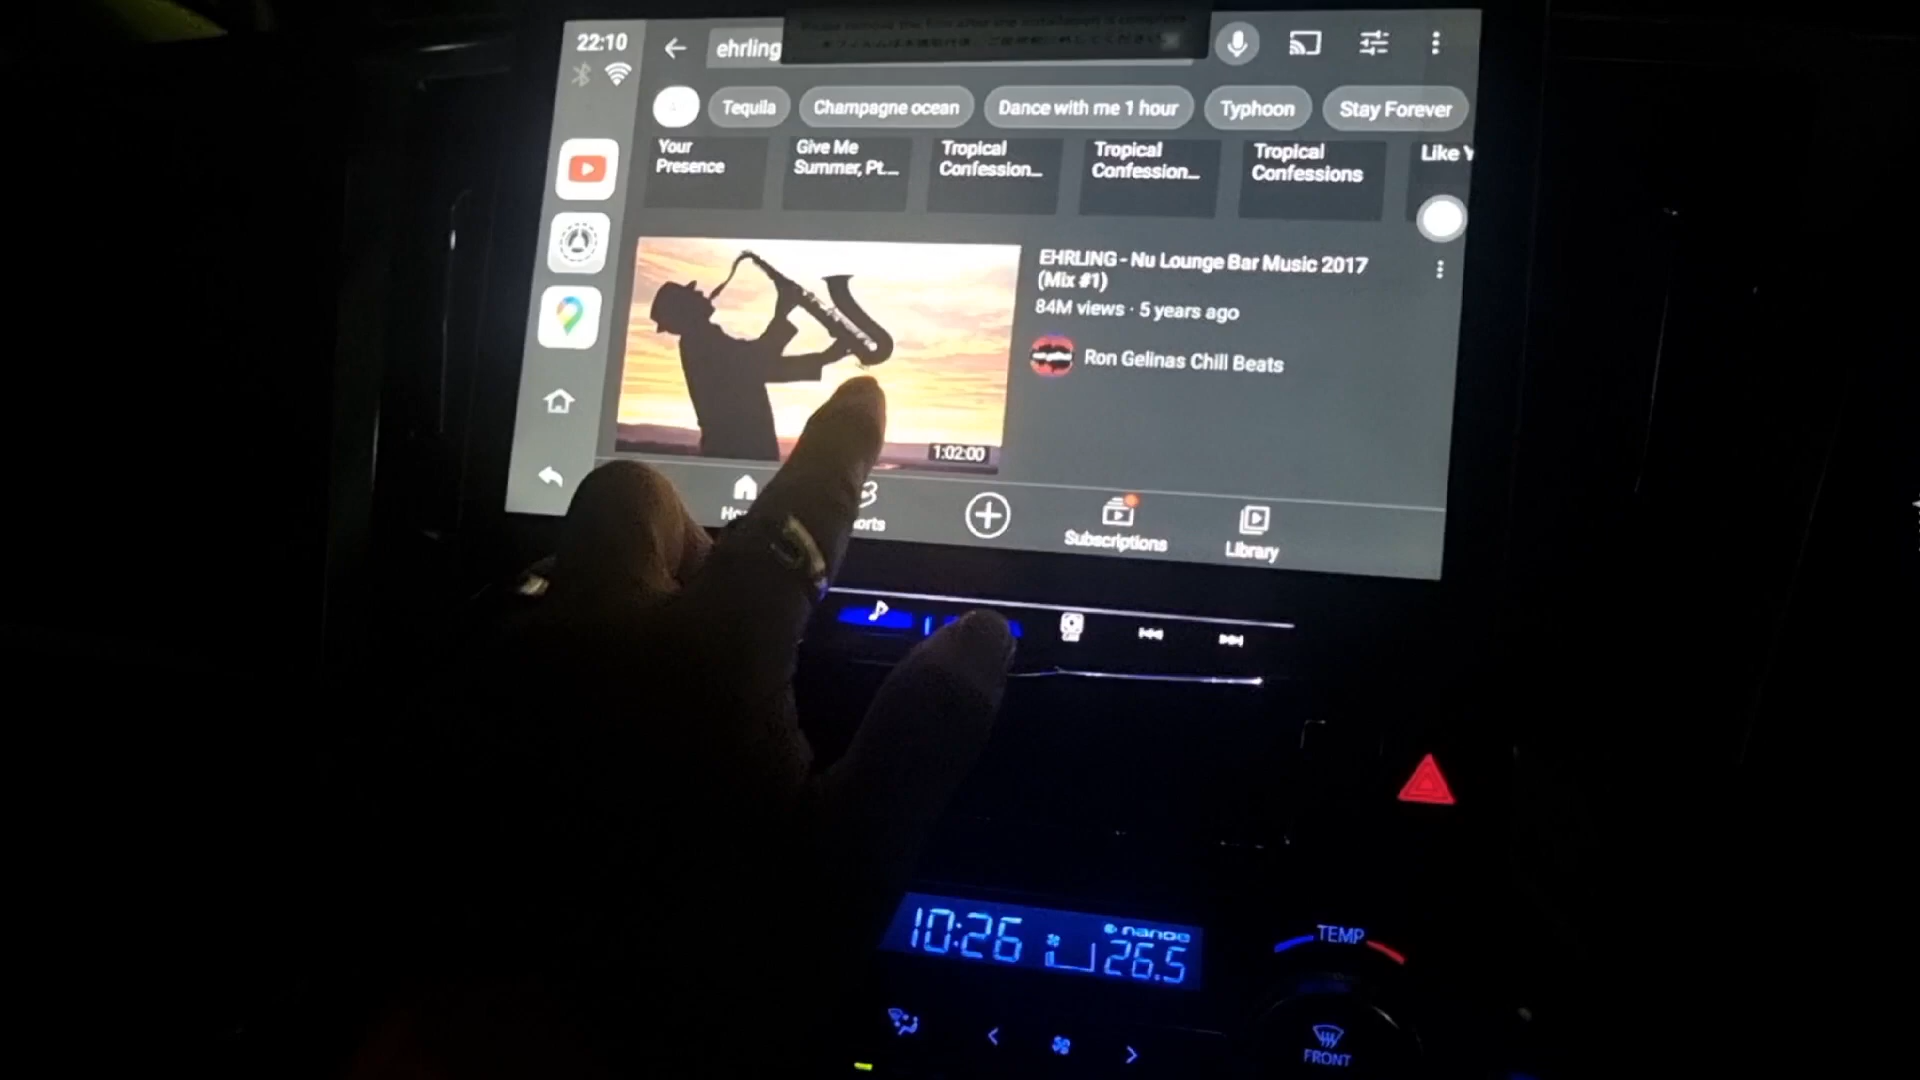 22:10
ehrling
Tequila
Champagne ocean
Dance with me 1 hour
Typhoon
Stay Forever
Your
Presence
Give Me
Summer, Pt...
Tropical
Confession...
Tropical
Confession...
Tropical
Confessions
Like Y
EHRLING - Nu Lounge Bar Music 2017
(Mix #1)
84M views · 5 years ago
Ron Gelinas Chill Beats
1:02:00
Ho
orts
Subscriptions
Library
10:26
nanoe
26.5
TEMP
FRONT